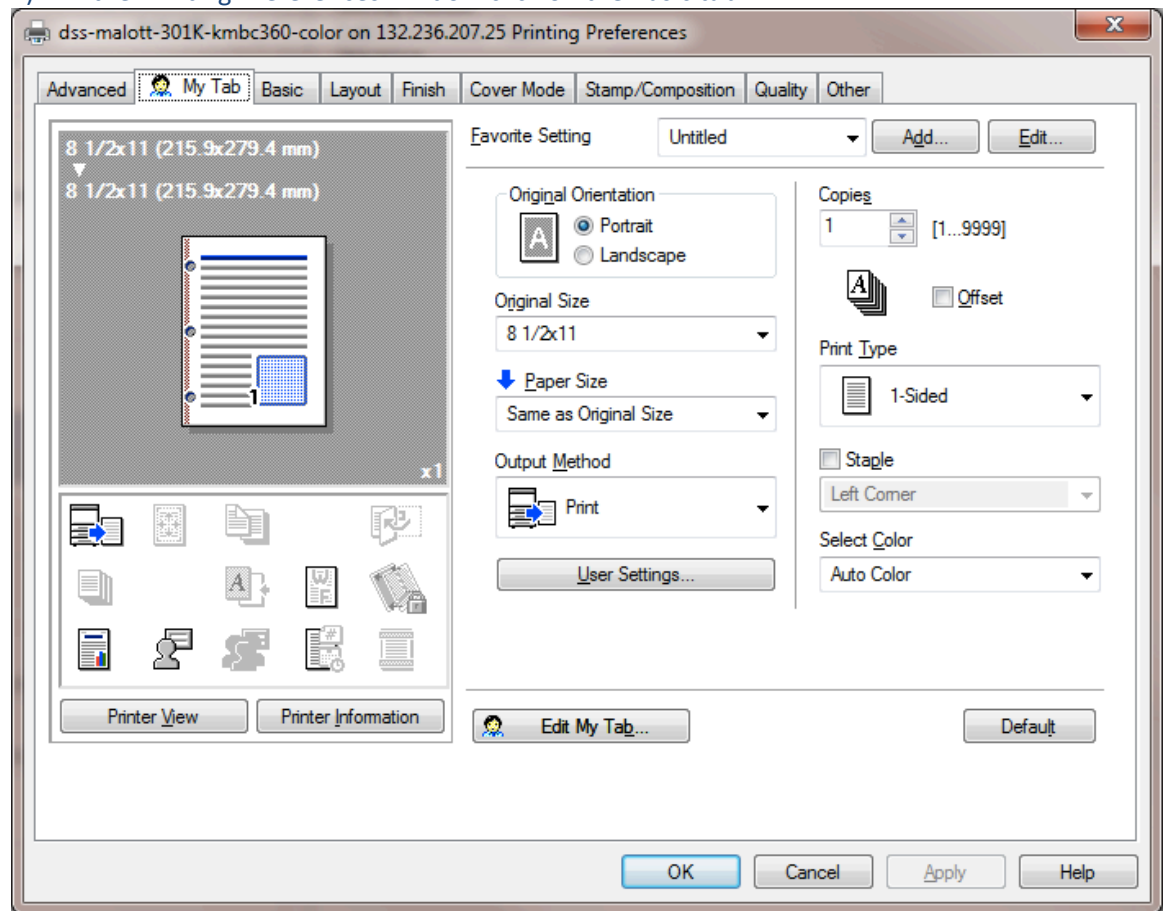 dss-malott-301K-kmbc360-color on 132.236.207.25 Printing Preferences
Advanced My Tab Basic Layout Finish Cover Mode Stamp/Composition Quality Other
8 1/2x11 (215.9x279.4 mm)
8 1/2x11 (215.9x279.4 mm)
1
x1
Printer View Printer Information
Favorite Setting Untitled Add... Edit...
Original Orientation
A
Portrait
Landscape
Original Size
8 1/2x11
Paper Size
Same as Original Size
Output Method
Print
User Settings...
Copies
1 [1...9999]
A
Offset
Print Type
1-Sided
Staple
Left Corner
Select Color
Auto Color
Edit My Tab... Default
OK Cancel Apply Help